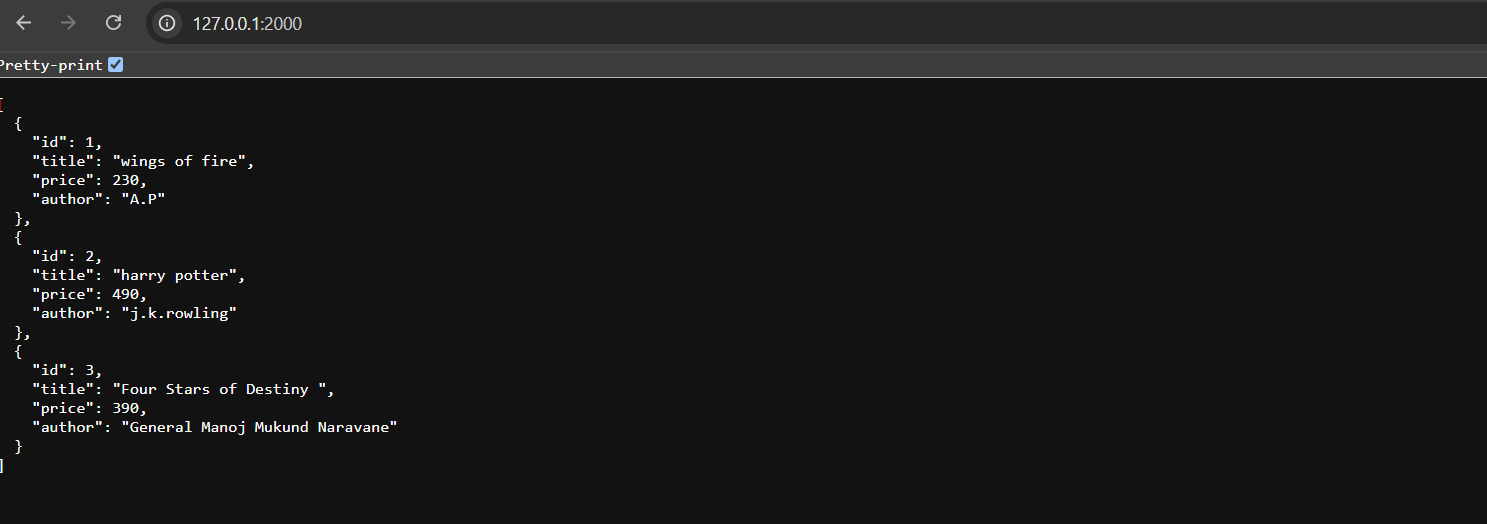 127.0.0.1:2000
Pretty-print
[
{
"id": 1,
"title": "wings of fire",
"price": 230,
"author": "A.P"
},
{
"id": 2,
"title": "harry potter",
"price": 490,
"author": "j.k.rowling"
},
{
"id": 3,
"title": "Four Stars of Destiny ",
"price": 390,
"author": "General Manoj Mukund Naravane"
}
]